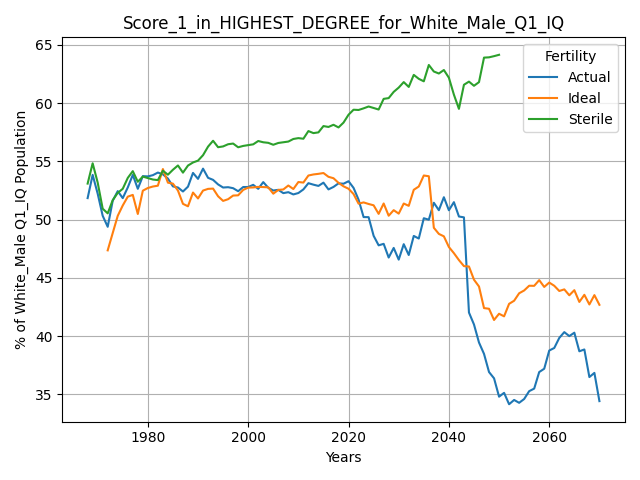 Score_1_in_HIGHEST_DEGREE_for_White_Male_Q1_IQ
% of White_Male Q1_IQ Population
65
60
55
50
45
40
35
Fertility
Actual
Ideal
Sterile
1980 2000 2020 2040 2060
Years